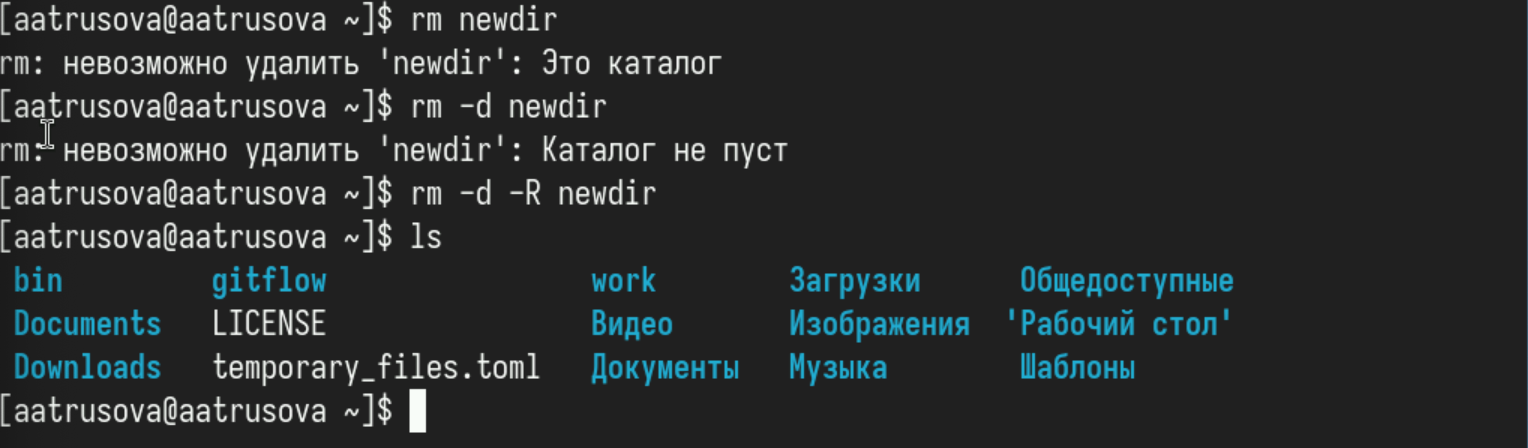 [aatrusova@aatrusova ~]$ rm newdir
rm: невозможно удалить 'newdir': Это каталог
[aatrusova@aatrusova ~]$ rm -d newdir
rm: невозможно удалить 'newdir': Каталог не пуст
[aatrusova@aatrusova ~]$ rm -d -R newdir
[aatrusova@aatrusova ~]$ ls
bin gitflow work Загрузки Общедоступные
Documents LICENSE Видео Изображения 'Рабочий стол'
Downloads temporary_files.toml Документы Музыка Шаблоны
[aatrusova@aatrusova ~]$